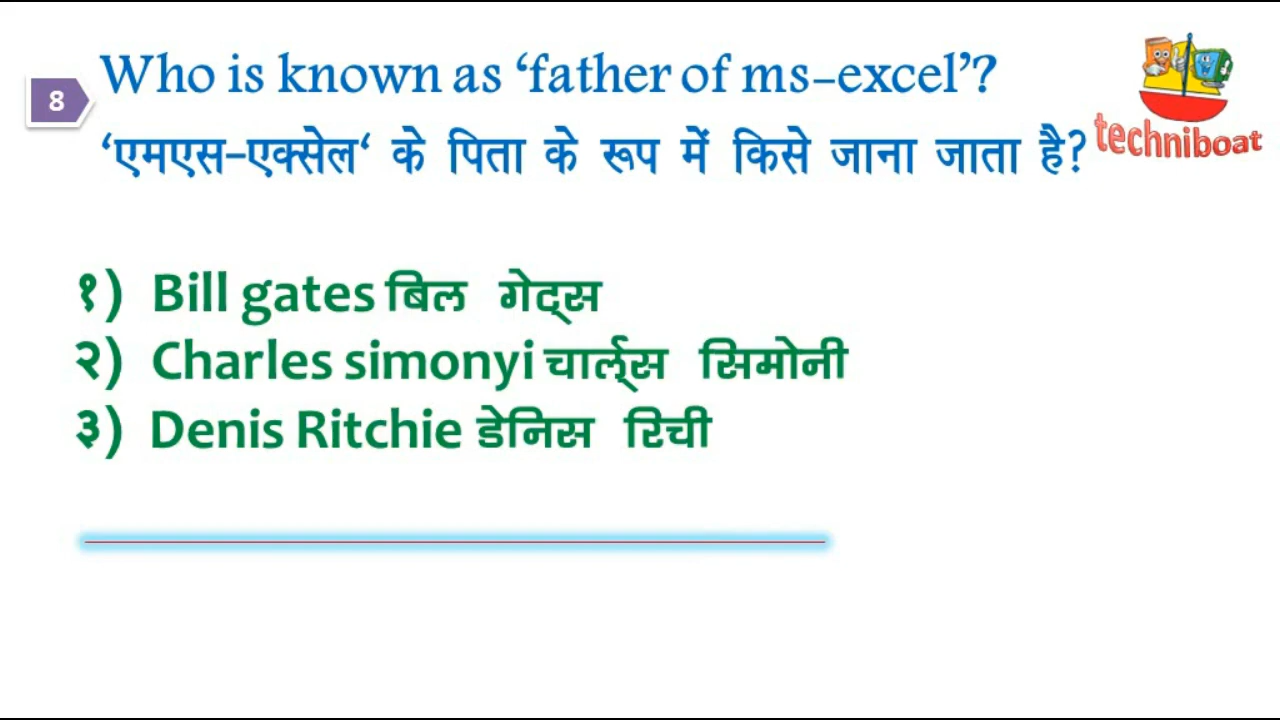 8
Who is known as ‘father of ms-excel’?
‘एमएस-एक्सेल‘ के पिता के रूप में किसे जाना जाता है?
techniboat
१) Bill gates बिल गेट्स
२) Charles simonyi चार्ल्स सिमोनी
३) Denis Ritchie डेनिस रिची